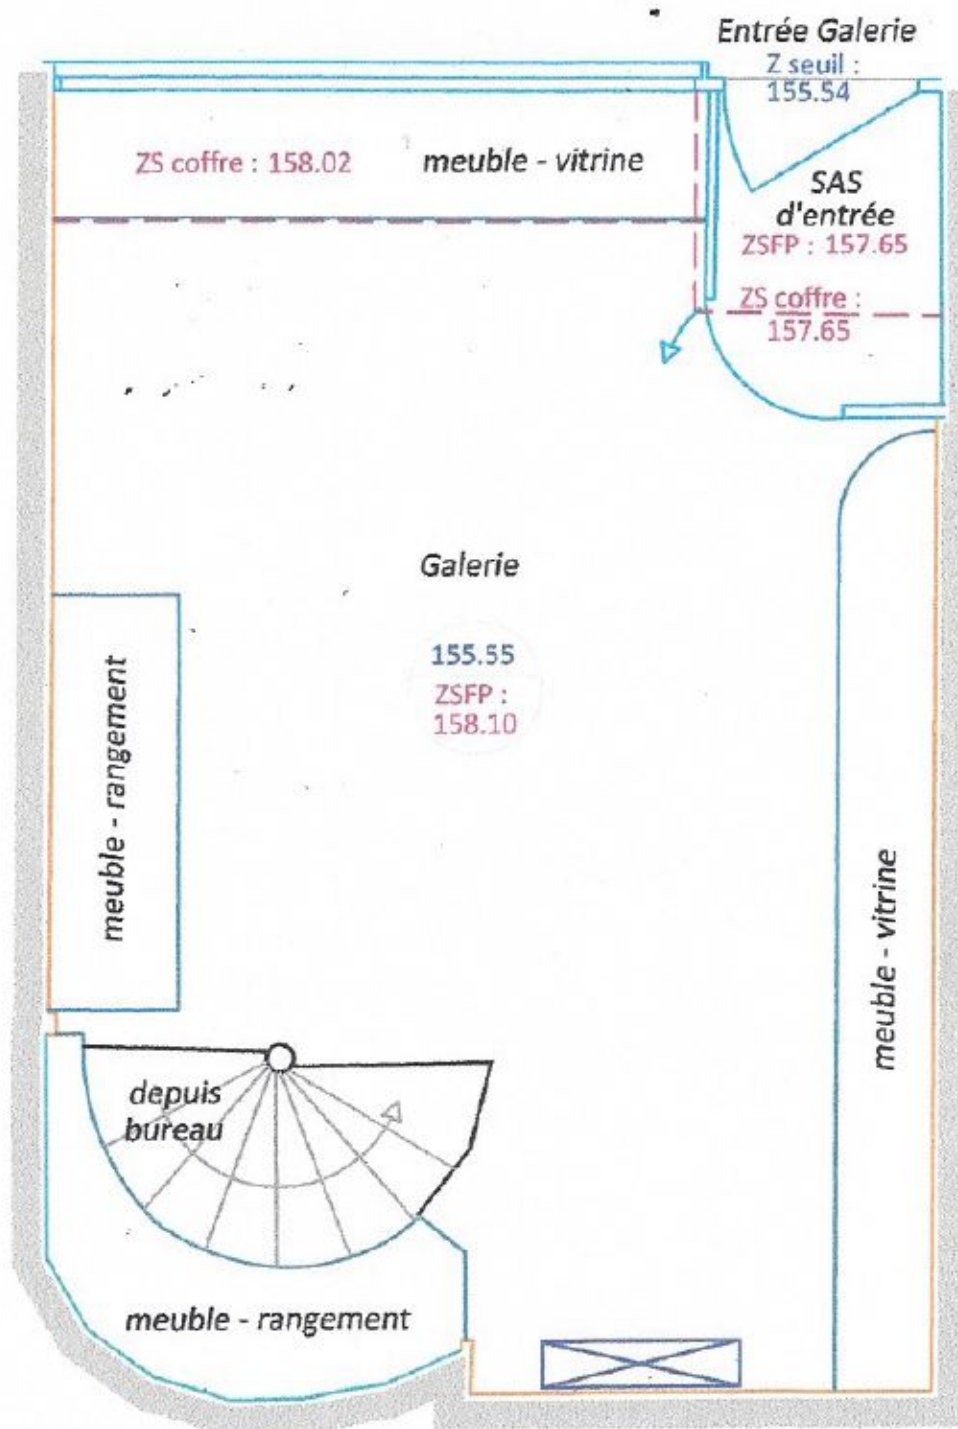 Entrée Galerie
Z seuil :
155.54
ZS coffre : 158.02
meuble - vitrine
SAS
d'entrée
ZSFP : 157.65
ZS coffre :
157.65
Galerie
155.55
ZSFP :
158.10
meuble - rangement
meuble - vitrine
depuis
bureau
meuble - rangement